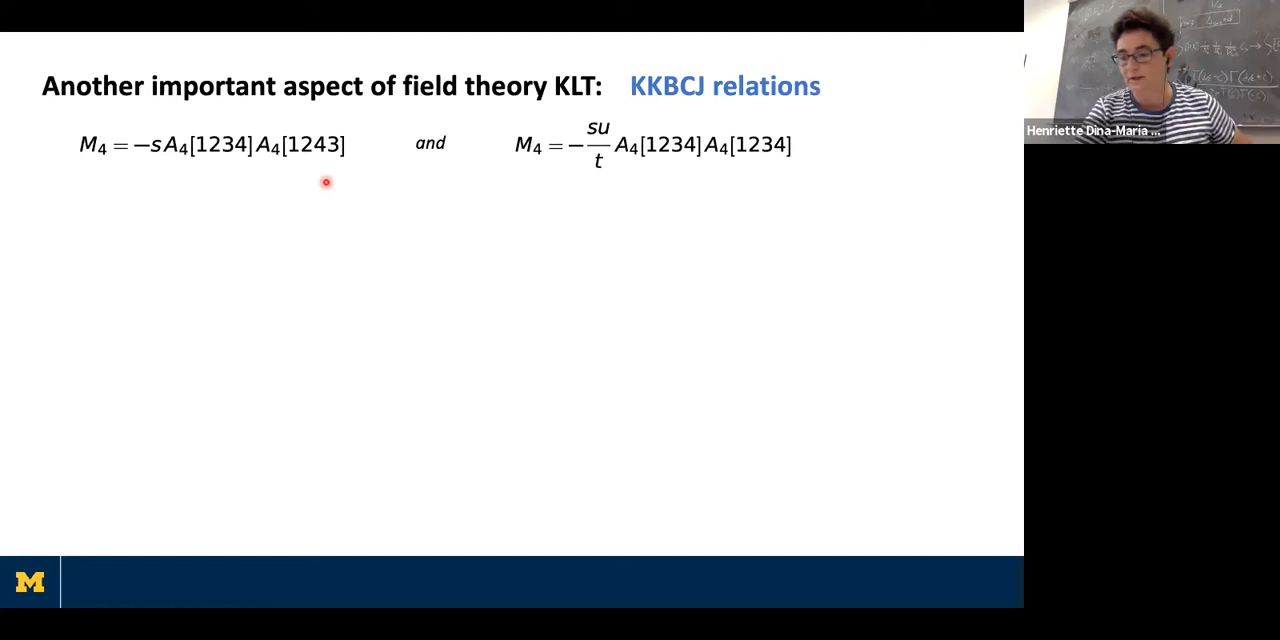 Another important aspect of field theory KLT: KKBCJ relations
M₄ = −s A₄[1234] A₄[1243] and M₄ = − su/t A₄[1234] A₄[1234]
Henriette Dina-Maria ...
M